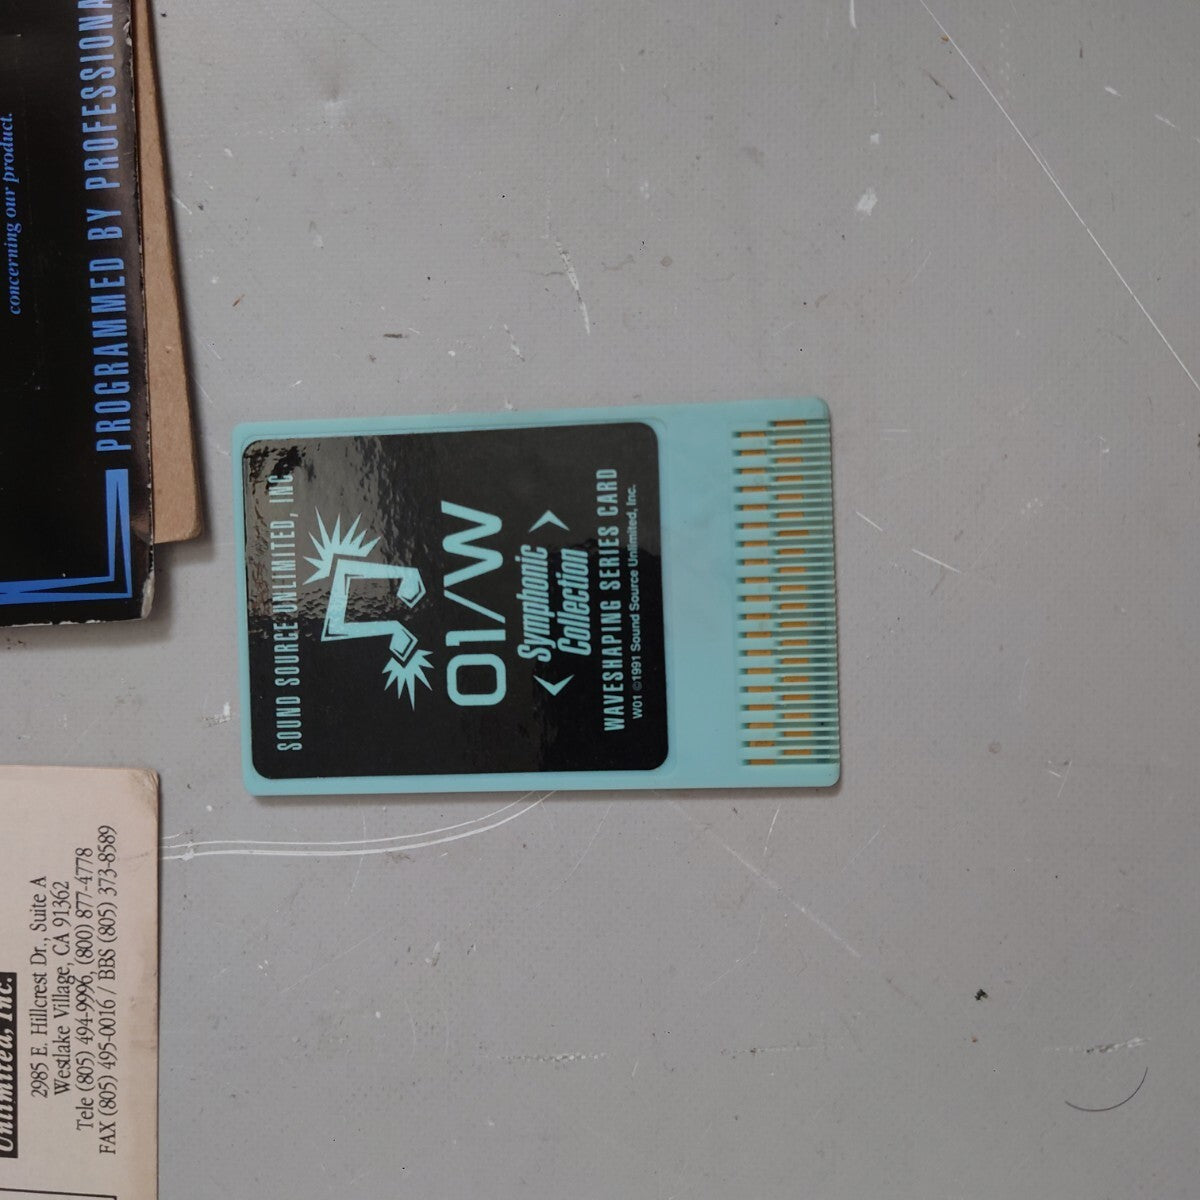 concerning our product.
PROGRAMMED BY
SOUND SOURCE UNLIMITED, INC
01/W
Symphonic
Collection
WAVESHAPING SERIES CARD
W01 ©1991 Sound Source Unlimited, Inc.
Unlimited, Inc.
2985 E. Hillcrest Dr., Suite A
Westlake Village, CA 91362
Tele (805) 494-9996, (800) 877-4778
FAX (805) 495-0016 / BBS (805) 373-8589